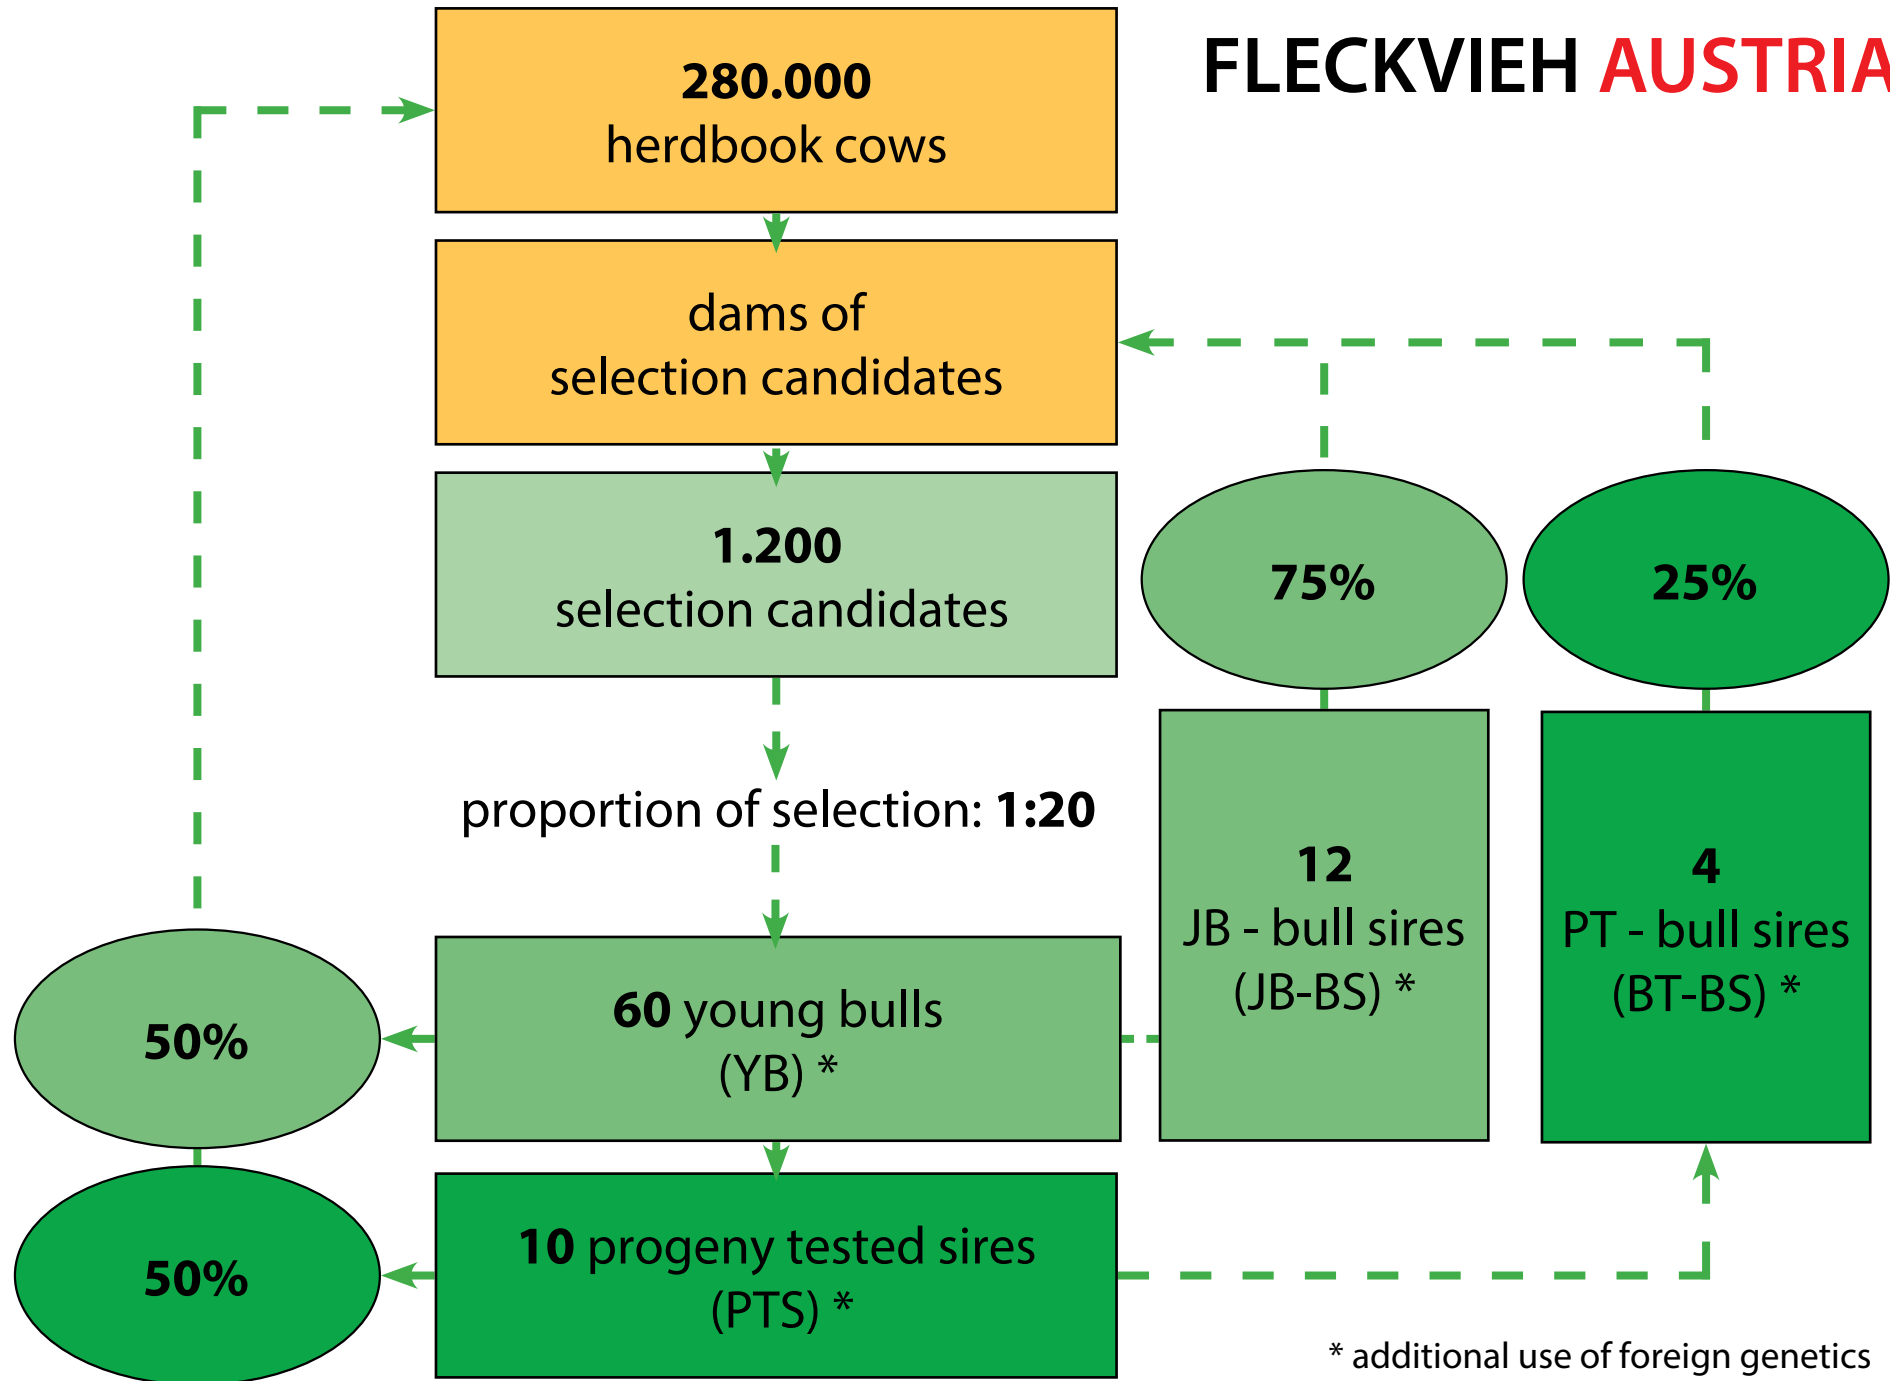 FLECKVIEH AUSTRIA
280.000
herdbook cows
dams of
selection candidates
1.200
selection candidates
75%
25%
proportion of selection: 1:20
12
JB - bull sires
(JB-BS) *
4
PT - bull sires
(BT-BS) *
50%
60 young bulls
(YB) *
50%
10 progeny tested sires
(PTS) *
* additional use of foreign genetics